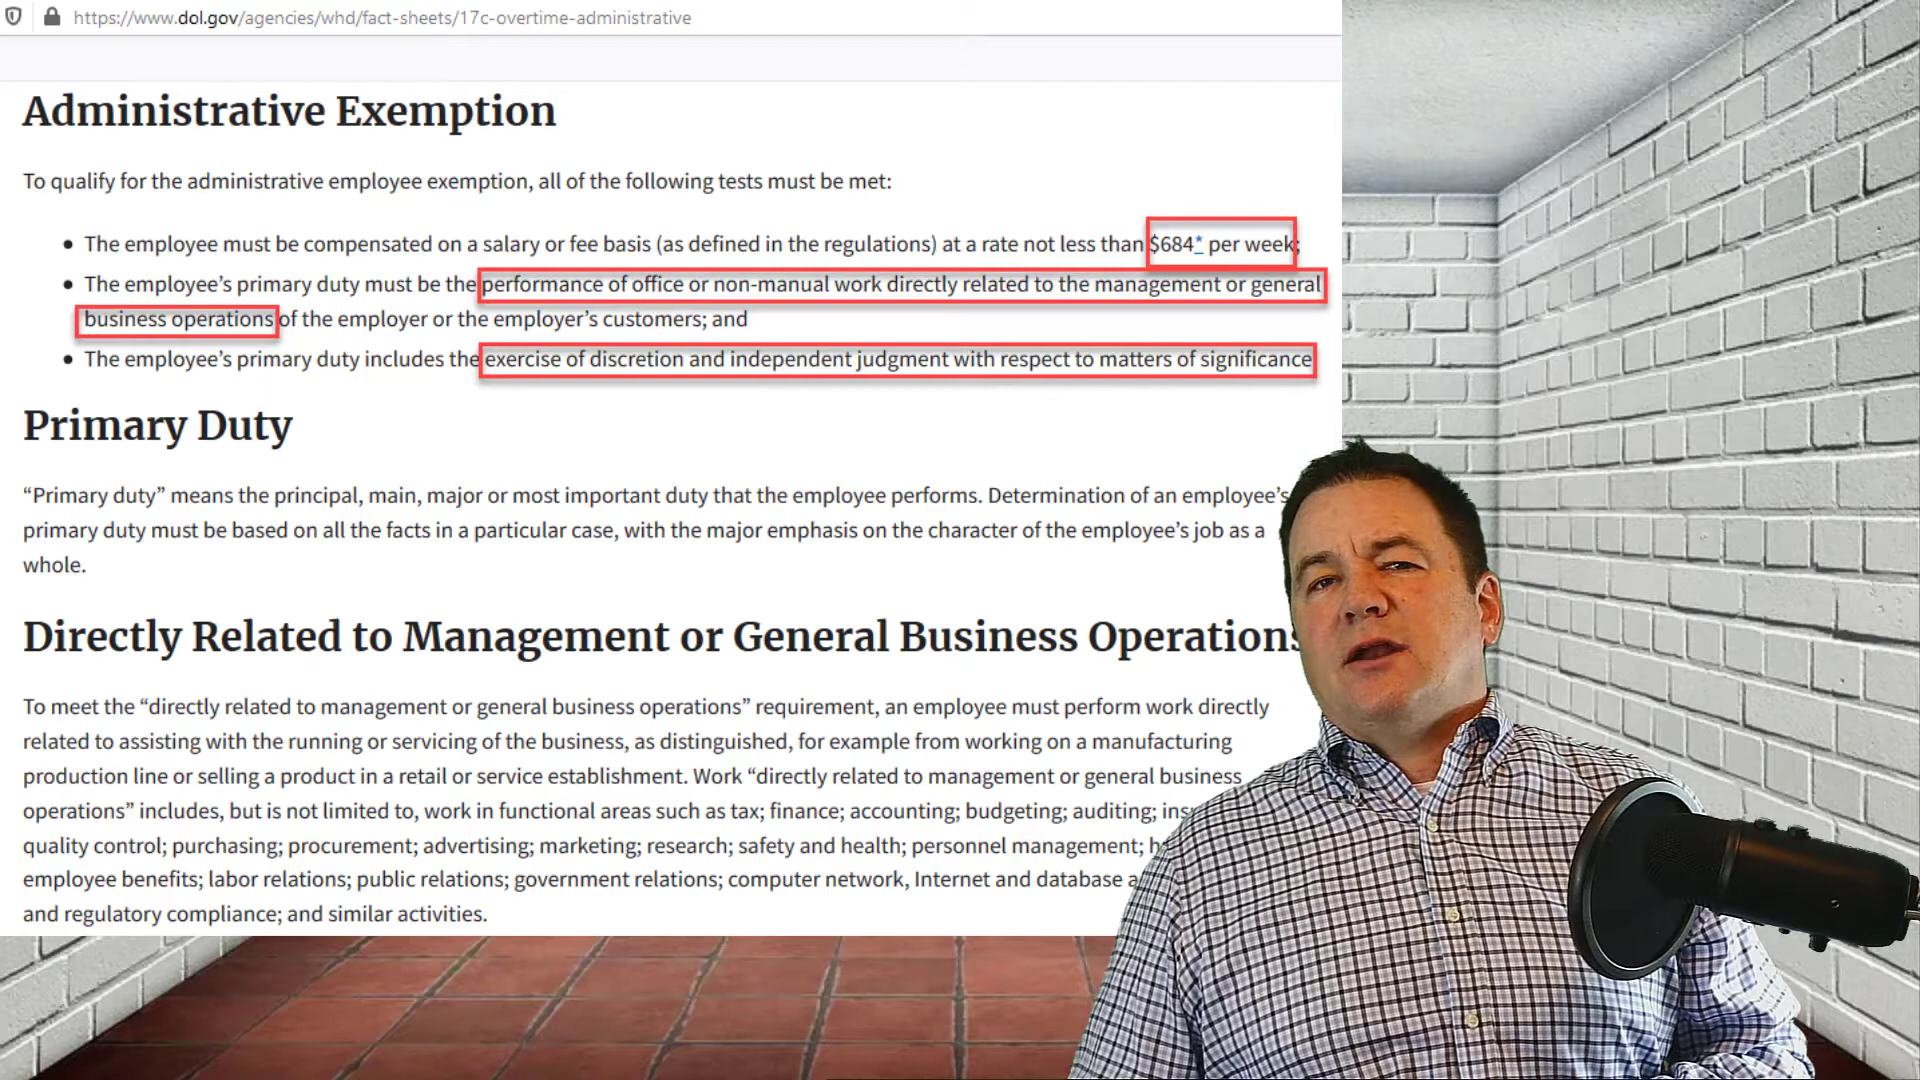 https://www.dol.gov/agencies/whd/fact-sheets/17c-overtime-administrative
Administrative Exemption
To qualify for the administrative employee exemption, all of the following tests must be met:
• The employee must be compensated on a salary or fee basis (as defined in the regulations) at a rate not less than $684* per week;
• The employee’s primary duty must be the performance of office or non-manual work directly related to the management or general
business operations of the employer or the employer’s customers; and
• The employee’s primary duty includes the exercise of discretion and independent judgment with respect to matters of significance
Primary Duty
“Primary duty” means the principal, main, major or most important duty that the employee performs. Determination of an employee’s
primary duty must be based on all the facts in a particular case, with the major emphasis on the character of the employee’s job as a
whole.
Directly Related to Management or General Business Operations
To meet the “directly related to management or general business operations” requirement, an employee must perform work directly
related to assisting with the running or servicing of the business, as distinguished, for example from working on a manufacturing
production line or selling a product in a retail or service establishment. Work “directly related to management or general business
operations” includes, but is not limited to, work in functional areas such as tax; finance; accounting; budgeting; auditing;
quality control; purchasing; procurement; advertising; marketing; research; safety and health; personnel management;
employee benefits; labor relations; public relations; government relations; computer network, Internet and database
and regulatory compliance; and similar activities.